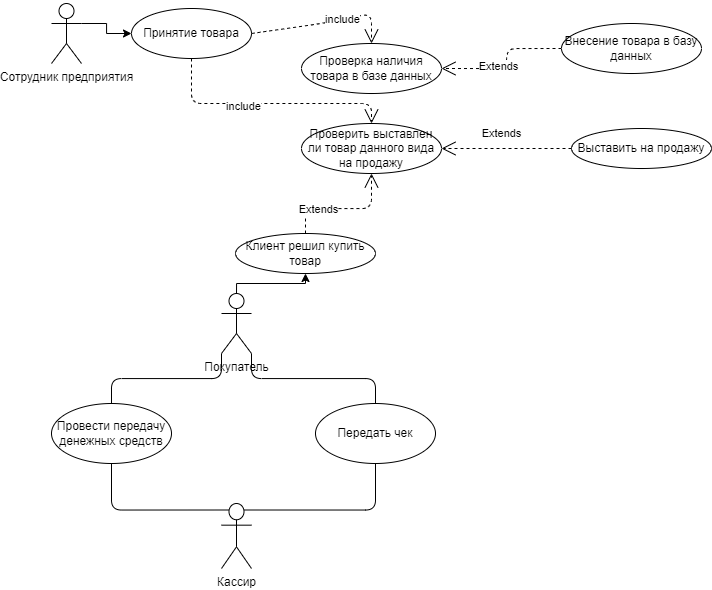 include
Принятие товара
Внесение товара в базу
данных
Проверка наличия
товара в базе данных
Extends
Сотрудник предприятия
include
Проверить выставлен
ли товар данного вида
на продажу
Extends
Выставить на продажу
Extends
Клиент решил купить
товар
Покупатель
Провести передачу
денежных средств
Передать чек
Кассир